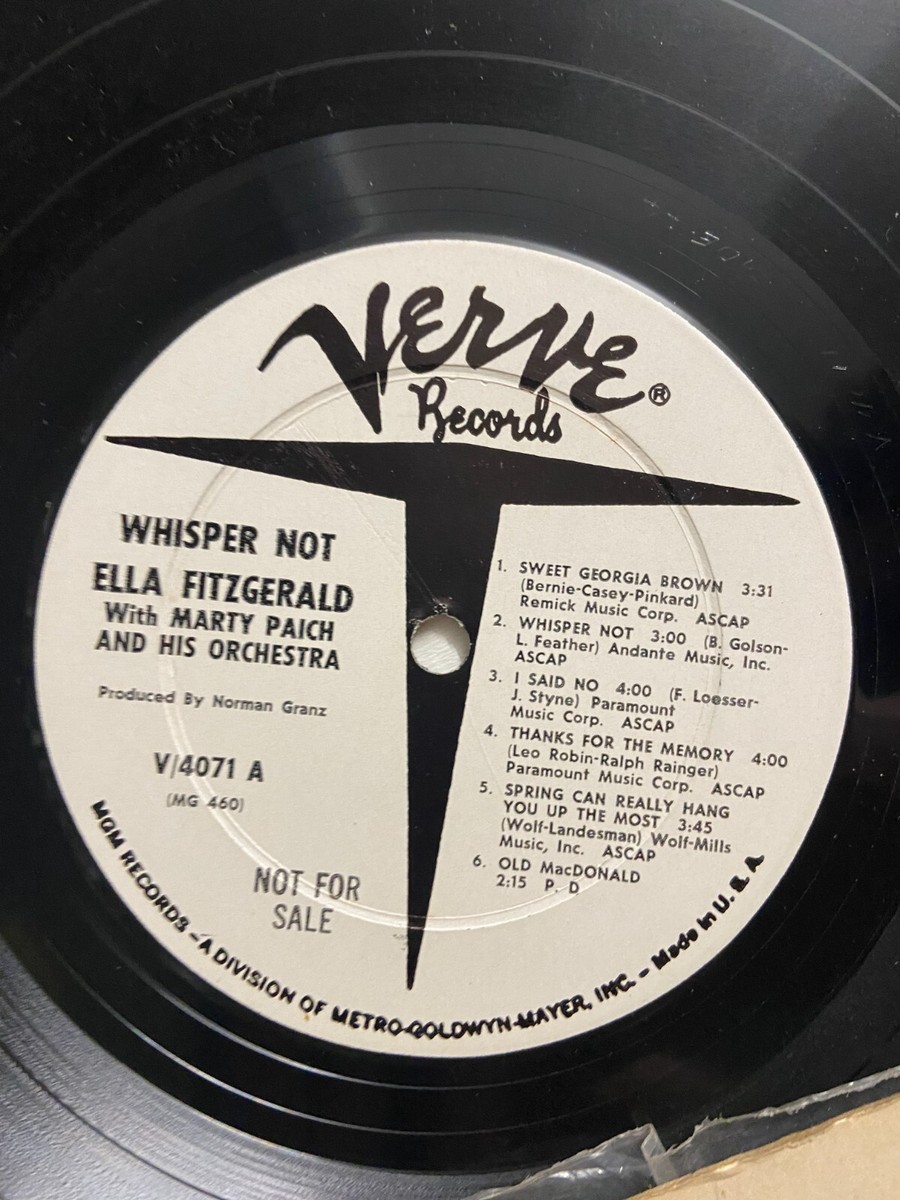 Verve®
Records
WHISPER NOT
ELLA FITZGERALD
With MARTY PAICH
AND HIS ORCHESTRA
Produced By Norman Granz
V/4071 A
(MG 460)
NOT FOR
SALE
1. SWEET GEORGIA BROWN 3:31
(Bernie-Casey-Pinkard)
Remick Music Corp. ASCAP
2. WHISPER NOT 3:00 (B. Golson-
L. Feather) Andante Music, Inc.
ASCAP
3. I SAID NO 4:00 (F. Loesser-
J. Styne) Paramount
Music Corp. ASCAP
4. THANKS FOR THE MEMORY 4:00
(Leo Robin-Ralph Rainger)
Paramount Music Corp. ASCAP
5. SPRING CAN REALLY HANG
YOU UP THE MOST 3:45
(Wolf-Landesman) Wolf-Mills
Music, Inc. ASCAP
6. OLD MacDONALD
2:15 P. D
MGM RECORDS – A DIVISION OF METRO-GOLDWYN-MAYER, INC. – Made in U. S. A